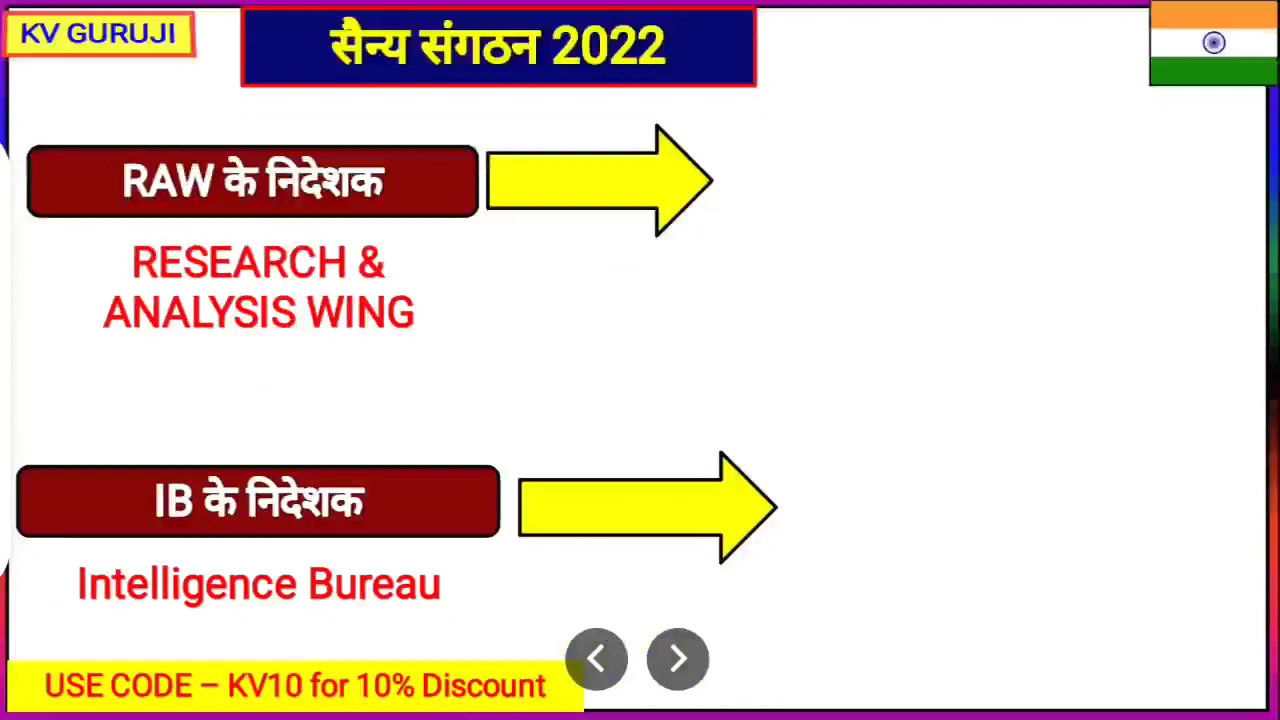 KV GURUJI
सैन्य संगठन 2022
RAW के निदेशक
RESEARCH &
ANALYSIS WING
IB के निदेशक
Intelligence Bureau
USE CODE – KV10 for 10% Discount